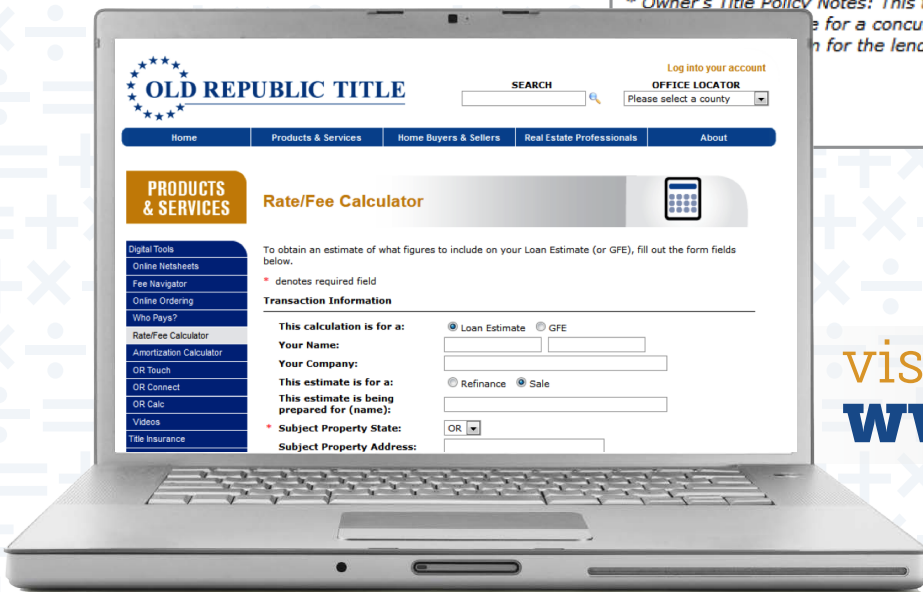 * Owner's Title Policy Notes: This
for a concu
for the lend
Log into your account
OLD REPUBLIC TITLE
SEARCH
OFFICE LOCATOR
Please select a county
Home Products & Services Home Buyers & Sellers Real Estate Professionals About
PRODUCTS
& SERVICES
Rate/Fee Calculator
Digital Tools
Online Netsheets
Fee Navigator
Online Ordering
Who Pays?
Rate/Fee Calculator
Amortization Calculator
OR Touch
OR Connect
OR Calc
Videos
Title Insurance
To obtain an estimate of what figures to include on your Loan Estimate (or GFE), fill out the form fields
below.
* denotes required field
Transaction Information
This calculation is for a: Loan Estimate GFE
Your Name:
Your Company:
This estimate is for a: Refinance Sale
This estimate is being
prepared for (name):
* Subject Property State: OR
Subject Property Address:
vis
ww